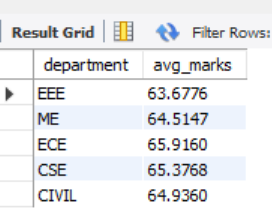 Result Grid Filter Rows:
department avg_marks
EEE 63.6776
ME 64.5147
ECE 65.9160
CSE 65.3768
CIVIL 64.9360